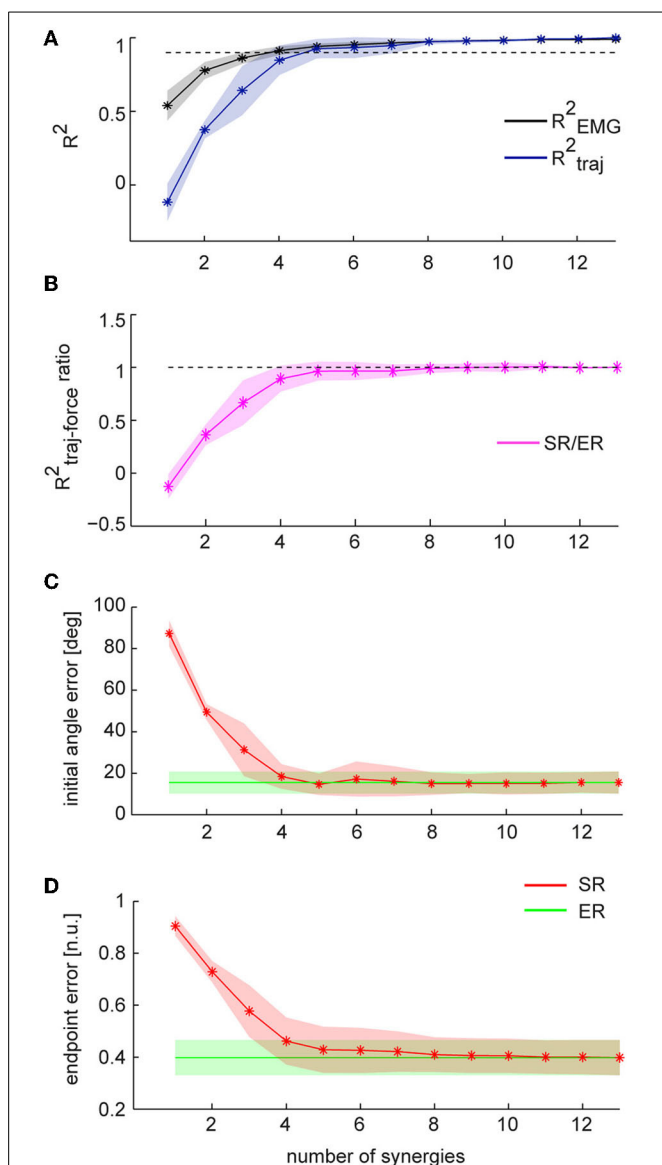 A
1
0.5
0
R²
R²EMG
R²traj
2 4 6 8 10 12
B
1.5
1
0.5
0
−0.5
R²traj-force ratio
SR/ER
2 4 6 8 10 12
C
100
80
60
40
20
0
initial angle error [deg]
2 4 6 8 10 12
D
1
0.8
0.6
0.4
0.2
endpoint error [n.u.]
SR
ER
2 4 6 8 10 12
number of synergies